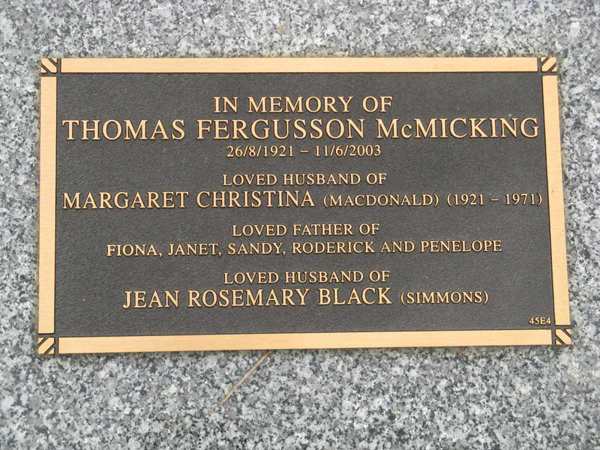 IN MEMORY OF
THOMAS FERGUSSON McMICKING
26/8/1921 – 11/6/2003
LOVED HUSBAND OF
MARGARET CHRISTINA (MACDONALD) (1921 – 1971)
LOVED FATHER OF
FIONA, JANET, SANDY, RODERICK AND PENELOPE
LOVED HUSBAND OF
JEAN ROSEMARY BLACK (SIMMONS)
45E4